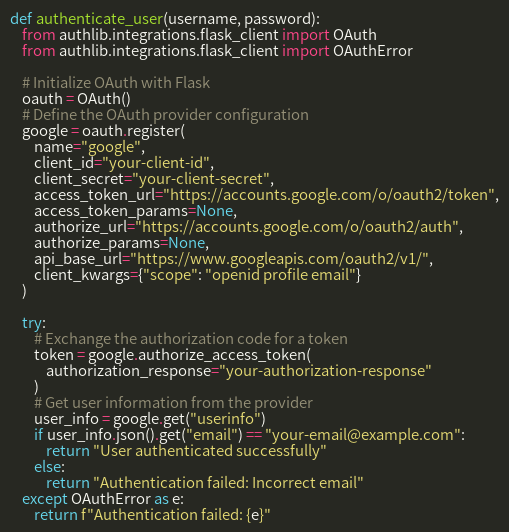 def authenticate_user(username, password):
    from authlib.integrations.flask_client import OAuth
    from authlib.integrations.flask_client import OAuthError

    # Initialize OAuth with Flask
    oauth = OAuth()
    # Define the OAuth provider configuration
    google = oauth.register(
        name="google",
        client_id="your-client-id",
        client_secret="your-client-secret",
        access_token_url="https://accounts.google.com/o/oauth2/token",
        access_token_params=None,
        authorize_url="https://accounts.google.com/o/oauth2/auth",
        authorize_params=None,
        api_base_url="https://www.googleapis.com/oauth2/v1/",
        client_kwargs={"scope": "openid profile email"}
    )

    try:
        # Exchange the authorization code for a token
        token = google.authorize_access_token(
            authorization_response="your-authorization-response"
        )
        # Get user information from the provider
        user_info = google.get("userinfo")
        if user_info.json().get("email") == "your-email@example.com":
            return "User authenticated successfully"
        else:
            return "Authentication failed: Incorrect email"
    except OAuthError as e:
        return f"Authentication failed: {e}"